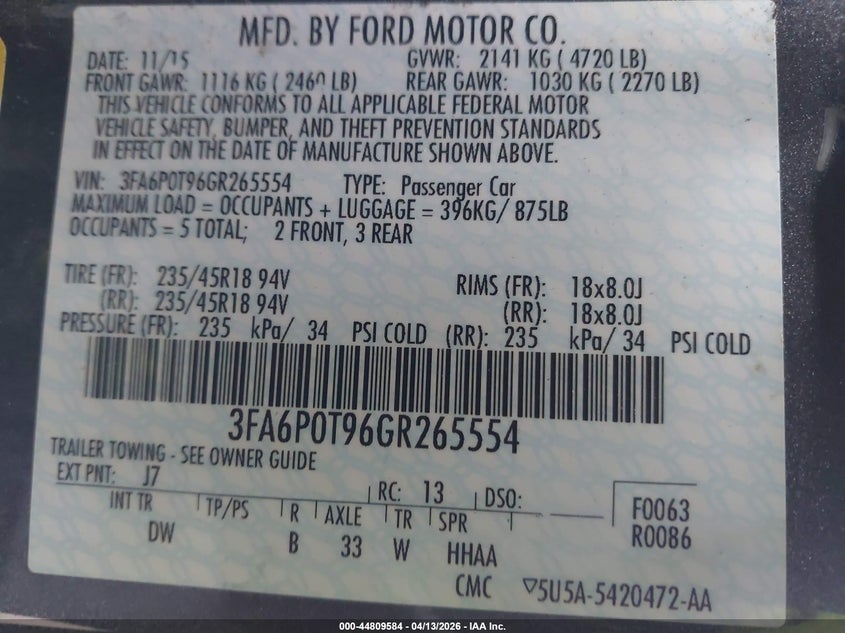 MFD. BY FORD MOTOR CO.
DATE: 11/15 GVWR: 2141 KG ( 4720 LB)
FRONT GAWR: 1116 KG ( 2460 LB) REAR GAWR: 1030 KG ( 2270 LB)
THIS VEHICLE CONFORMS TO ALL APPLICABLE FEDERAL MOTOR
VEHICLE SAFETY, BUMPER, AND THEFT PREVENTION STANDARDS
IN EFFECT ON THE DATE OF MANUFACTURE SHOWN ABOVE.
VIN: 3FA6P0T96GR265554 TYPE: Passenger Car
MAXIMUM LOAD = OCCUPANTS + LUGGAGE = 396KG/ 875LB
OCCUPANTS = 5 TOTAL; 2 FRONT, 3 REAR
TIRE (FR): 235/45R18 94V RIMS (FR): 18x8.0J
(RR): 235/45R18 94V (RR): 18x8.0J
PRESSURE (FR): 235 kPa/ 34 PSI COLD (RR): 235 kPa/ 34 PSI COLD
3FA6P0T96GR265554
TRAILER TOWING - SEE OWNER GUIDE
EXT PNT: J7 RC: 13 DSO: F0063
INT TR TP/PS R AXLE TR SPR R0086
DW B 33 W HHAA
CMC ▽5U5A-5420472-AA
000-44809584 - 04/13/2026 - IAA Inc.